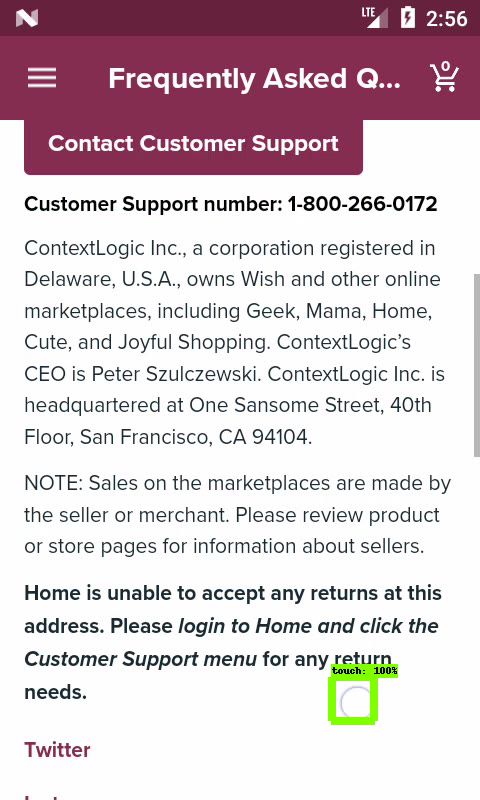 LTE 2:56
Frequently Asked Q... 0
Contact Customer Support
Customer Support number: 1-800-266-0172
ContextLogic Inc., a corporation registered in
Delaware, U.S.A., owns Wish and other online
marketplaces, including Geek, Mama, Home,
Cute, and Joyful Shopping. ContextLogic’s
CEO is Peter Szulczewski. ContextLogic Inc. is
headquartered at One Sansome Street, 40th
Floor, San Francisco, CA 94104.
NOTE: Sales on the marketplaces are made by
the seller or merchant. Please review product
or store pages for information about sellers.
Home is unable to accept any returns at this
address. Please login to Home and click the
Customer Support menu for any return
touch: 100%
needs.
Twitter